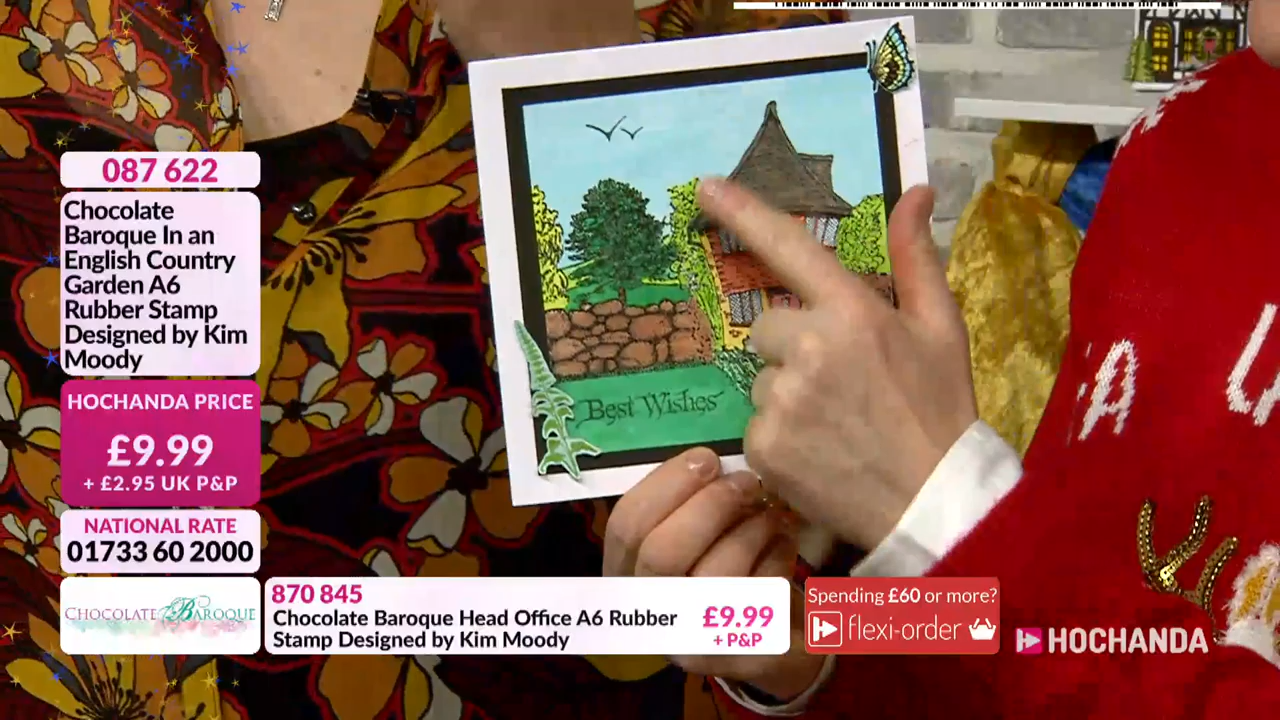 087 622
Chocolate
Baroque In an
English Country
Garden A6
Rubber Stamp
Designed by Kim
Moody
HOCHANDA PRICE
£9.99
+ £2.95 UK P&P
NATIONAL RATE
01733 60 2000
CHOCOLATE BAROQUE
870 845
Chocolate Baroque Head Office A6 Rubber
Stamp Designed by Kim Moody
£9.99
+ P&P
Spending £60 or more?
flexi-order
HOCHANDA
Best Wishes
A